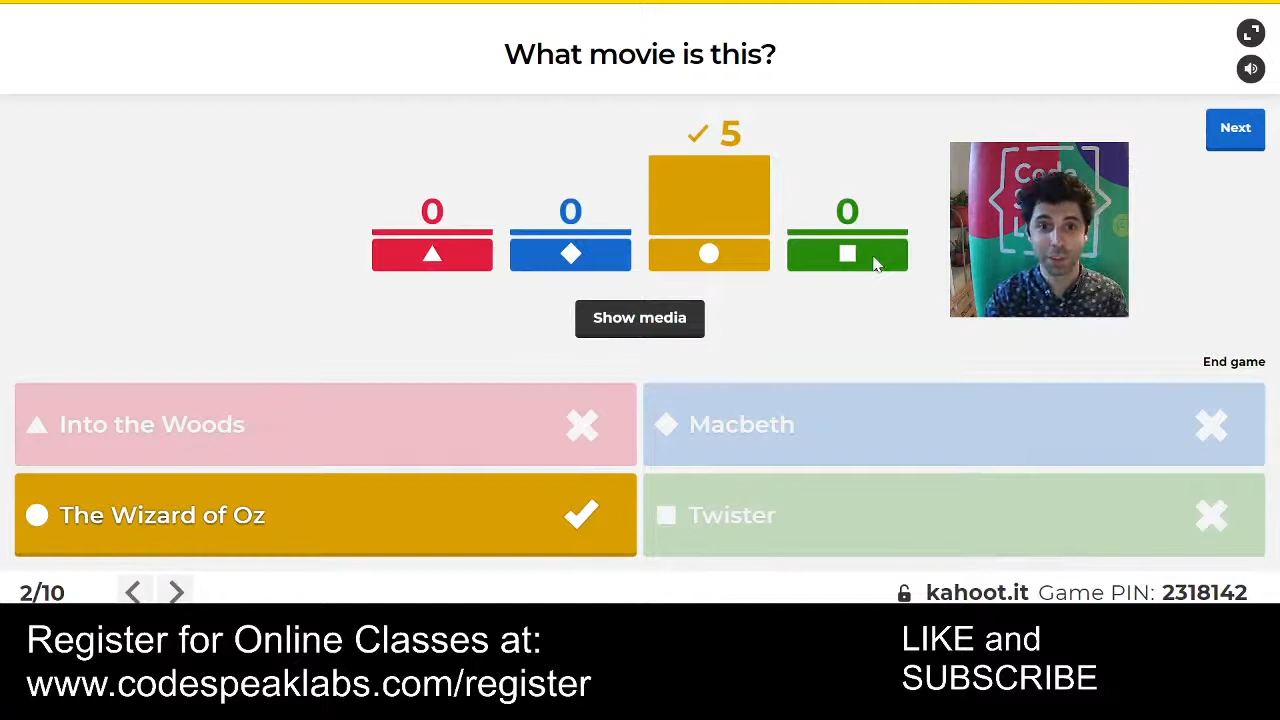 What movie is this?
Next
5
0
0
0
Code
Show media
End game
Into the Woods
Macbeth
The Wizard of Oz
Twister
2/10
kahoot.it Game PIN: 2318142
Register for Online Classes at:
www.codespeaklabs.com/register
LIKE and
SUBSCRIBE